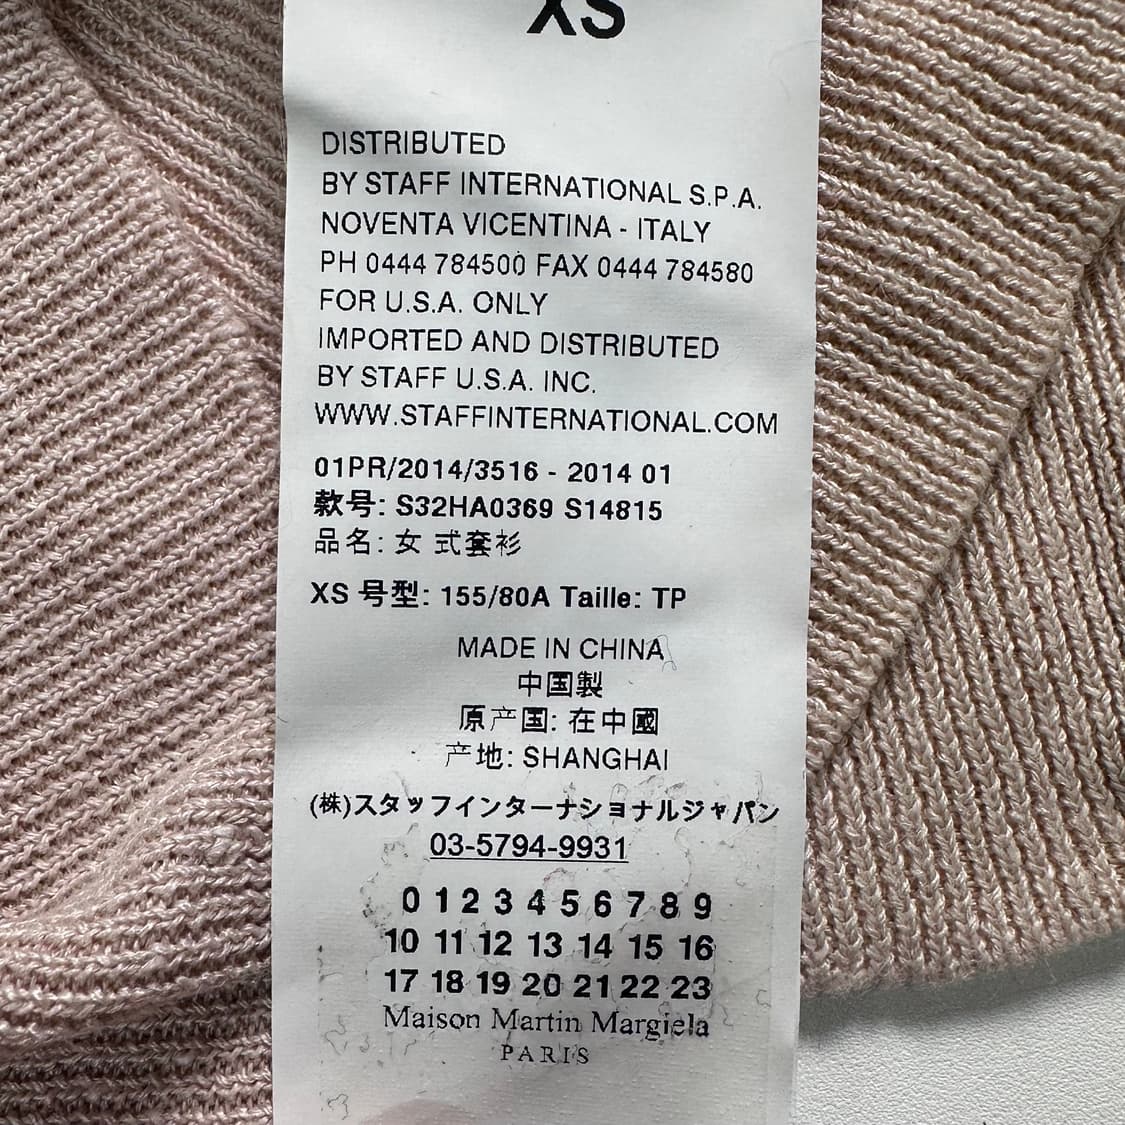 XS
DISTRIBUTED
BY STAFF INTERNATIONAL S.P.A.
NOVENTA VICENTINA - ITALY
PH 0444 784500 FAX 0444 784580
FOR U.S.A. ONLY
IMPORTED AND DISTRIBUTED
BY STAFF U.S.A. INC.
WWW.STAFFINTERNATIONAL.COM
01PR/2014/3516 - 2014 01
款号: S32HA0369 S14815
品名: 女 式套衫
XS 号型: 155/80A Taille: TP
MADE IN CHINA
中国製
原产国: 在中國
产地: SHANGHAI
(株)スタッフインターナショナルジャパン
03-5794-9931
0 1 2 3 4 5 6 7 8 9
10 11 12 13 14 15 16
17 18 19 20 21 22 23
Maison Martin Margiela
PARIS